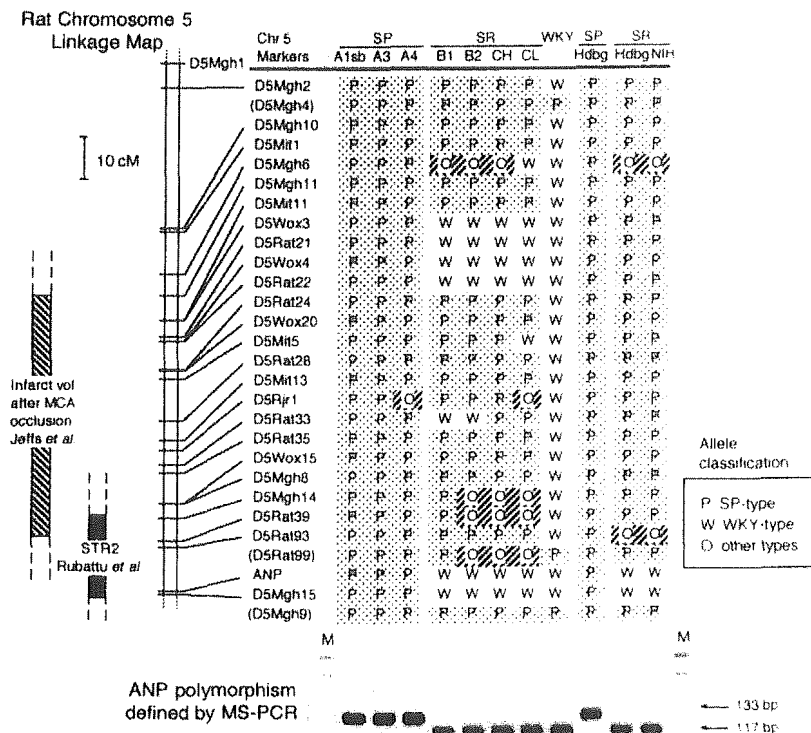 Rat Chromosome 5
Linkage Map
D5Mgh1
10 cM
Infarct vol
after MCA
occlusion
Jeffs et al
STR2
Rubattu et al
Chr 5 SP SR WKY SP SR
Markers A1sb A3 A4 B1 B2 CH CL Hdbg Hdbg NIH
D5Mgh2 P P P P P P P W P P P
(D5Mgh4) P P P P P P P P P P P
D5Mgh10 P P P P P P P W P P P
D5Mit1 P P P P P P P W P P P
D5Mgh6 P P P O O O W W P O O
D5Mgh11 P P P P P P P W P P P
D5Mit11 P P P P P P P W P P P
D5Wox3 P P P W W W W W P P P
D5Rat21 P P P W W W W W P P P
D5Wox4 P P P W W W W W P P P
D5Rat22 P P P W W W W W P P P
D5Rat24 P P P P P P P W P P P
D5Wox20 P P P P P P P W P P P
D5Mit5 P P P P P P W W P P P
D5Rat28 P P P P P P P W P P P
D5Mit13 P P P P P P P W P P P
D5Rjr1 P P O P P P O W P P P
D5Rat33 P P P W W P P W P P P
D5Rat35 P P P P P P P W P P P
D5Wox15 P P P P P P P W P P P
D5Mgh8 P P P P P P P W P P P
D5Mgh14 P P P P O O O W P P P
D5Rat39 P P P P O O O W P P P
D5Rat93 P P P P P P P W P O O
(D5Rat99) P P P P O O O P P P P
ANP P P P W W W W W P W W
D5Mgh15 P P P W W W W W P W W
(D5Mgh9) P P P P P P P P P P P
Allele
classification
P SP-type
W WKY-type
O other types
M M
ANP polymorphism
defined by MS-PCR
133 bp
117 bp